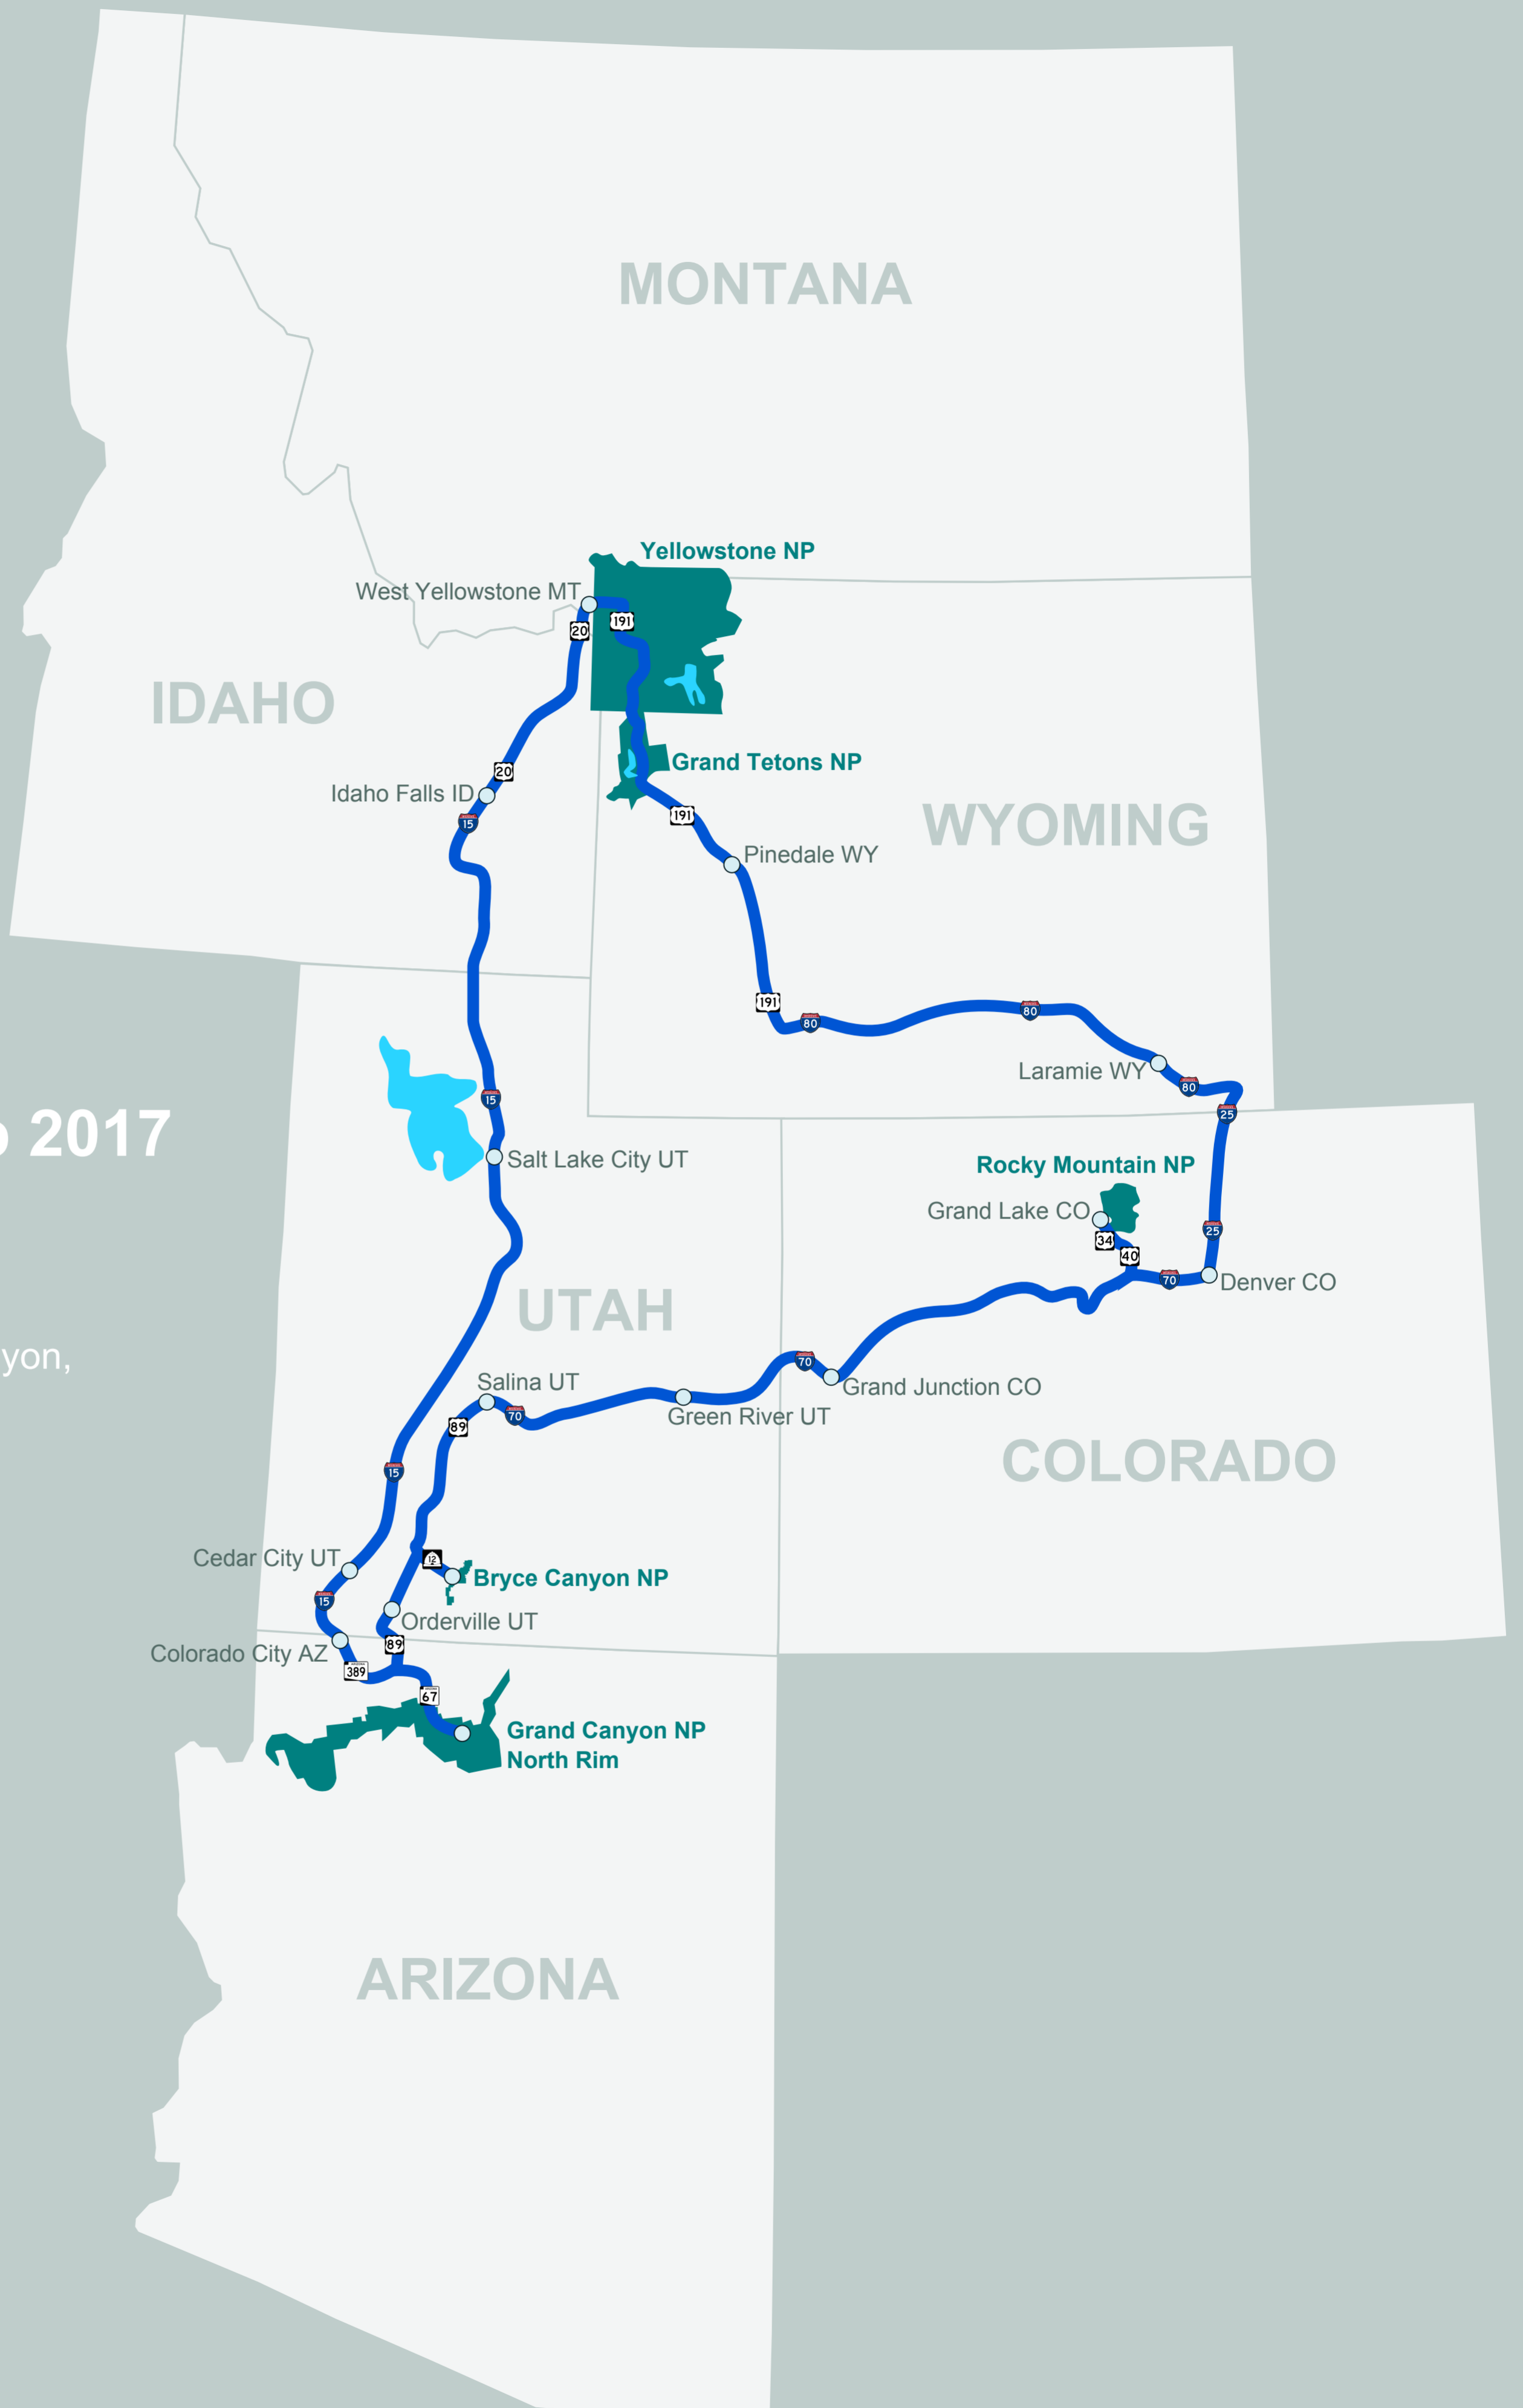 MONTANA
Yellowstone NP
West Yellowstone MT
191
20
IDAHO
Grand Tetons NP
20
Idaho Falls ID
15
191
WYOMING
Pinedale WY
191
80
80
Laramie WY
80
15
25
2017
Salt Lake City UT
Rocky Mountain NP
Grand Lake CO
34
25
40
70
Denver CO
UTAH
yon,
70
Salina UT
Grand Junction CO
Green River UT
70
89
COLORADO
15
Cedar City UT
12
Bryce Canyon NP
15
Orderville UT
89
Colorado City AZ
389
67
Grand Canyon NP
North Rim
ARIZONA